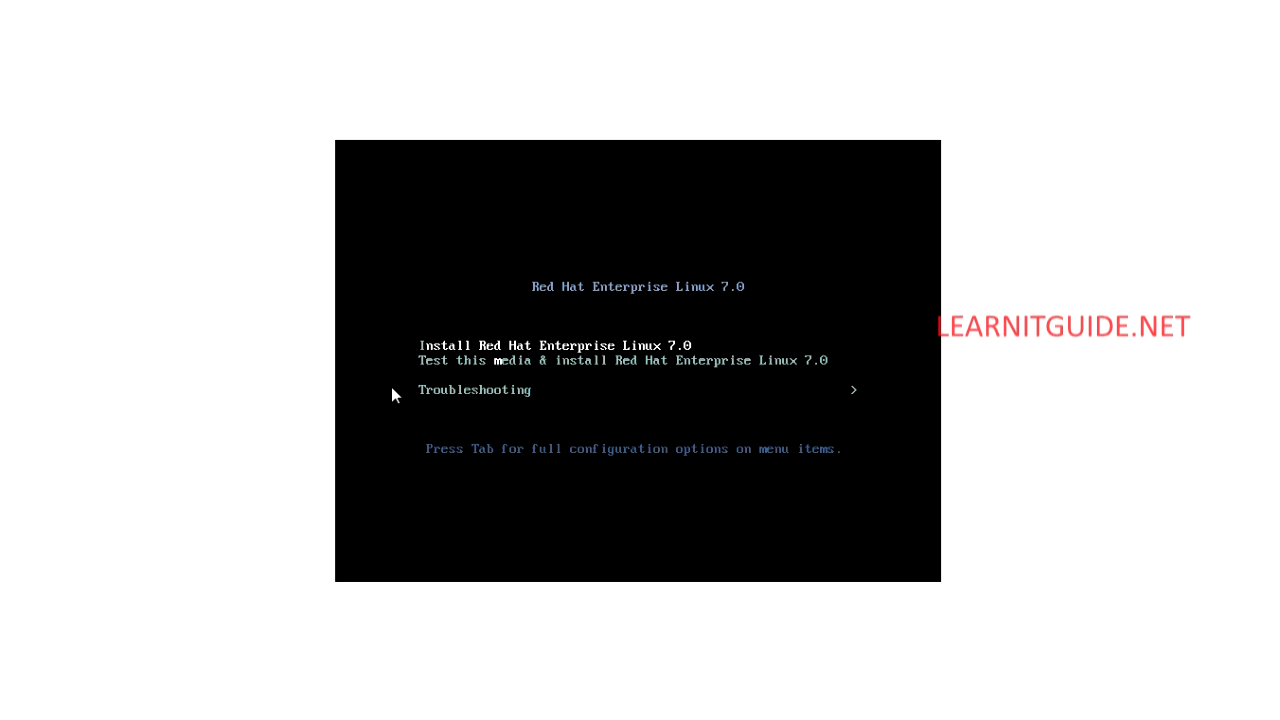 Red Hat Enterprise Linux 7.0
LEARNITGUIDE.NET
Install Red Hat Enterprise Linux 7.0
Test this media & install Red Hat Enterprise Linux 7.0
Troubleshooting >
Press Tab for full configuration options on menu items.